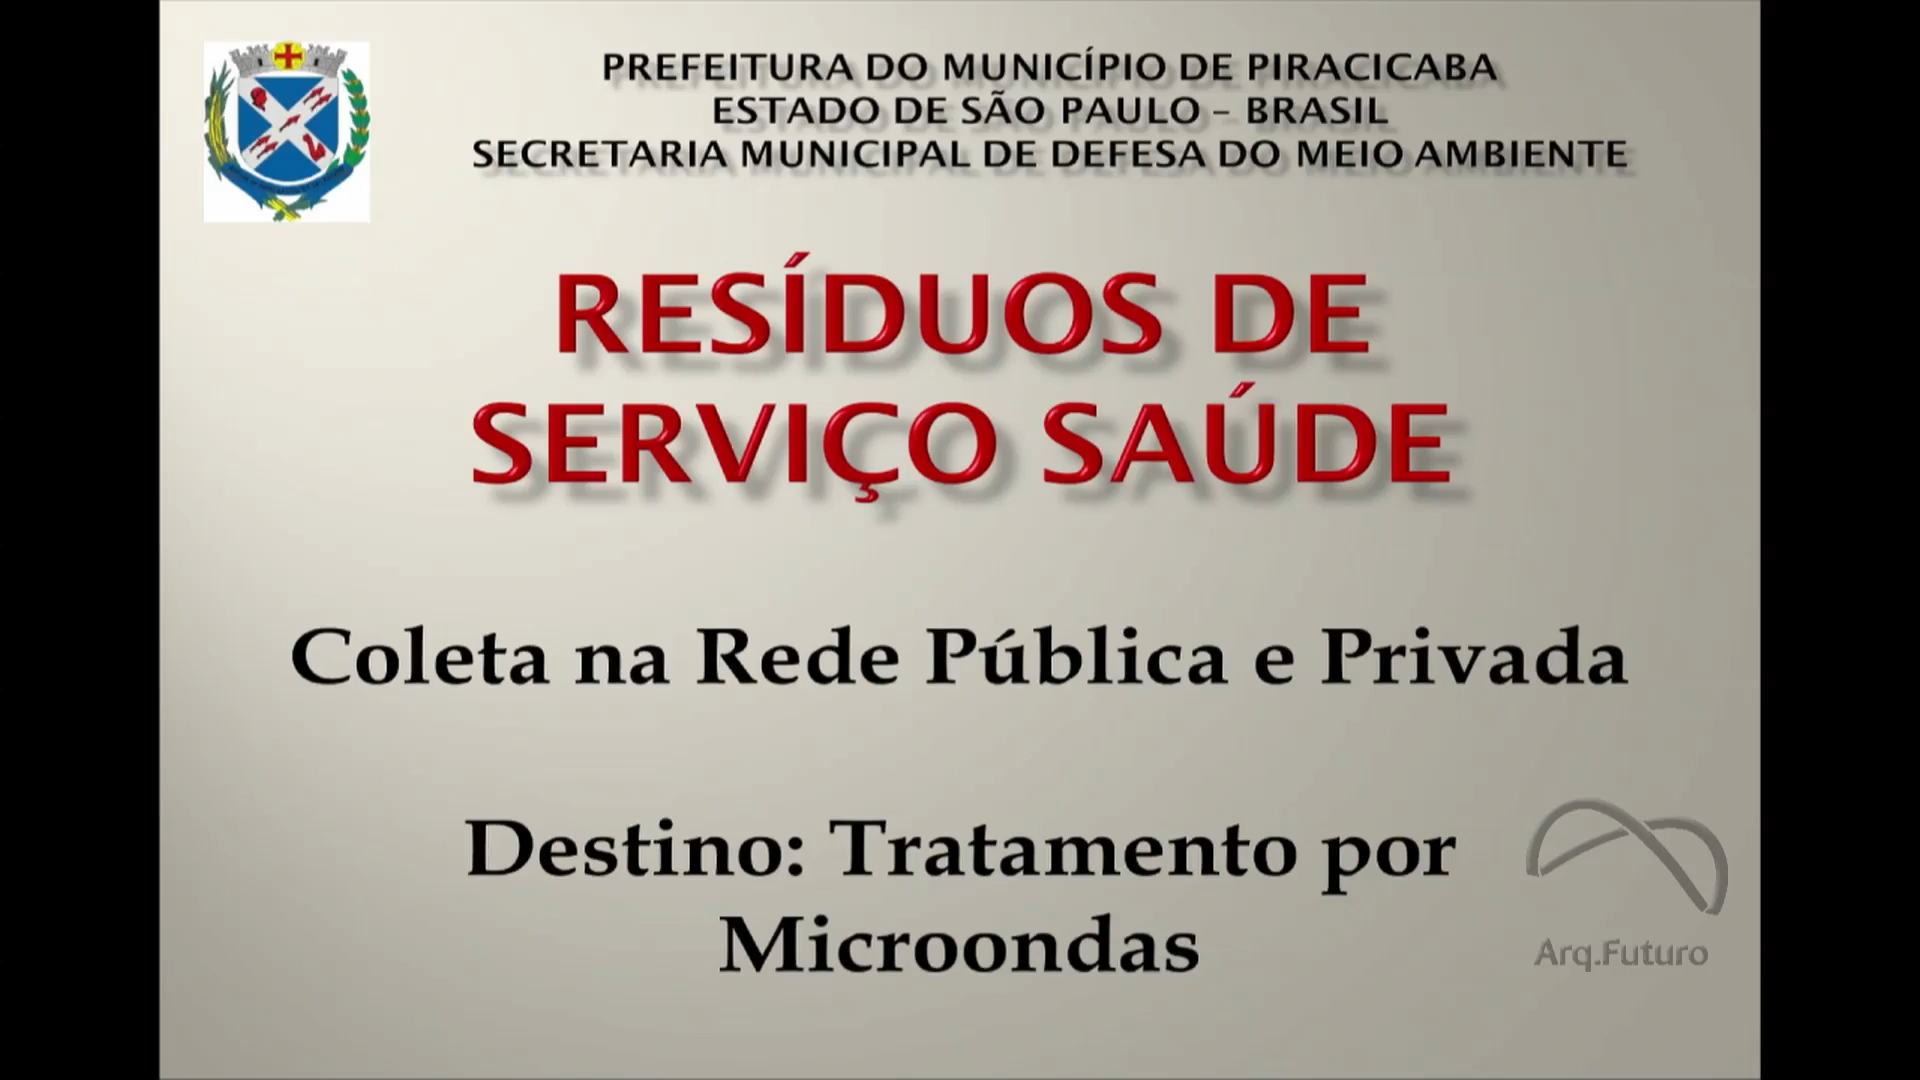 PREFEITURA DO MUNICÍPIO DE PIRACICABA
ESTADO DE SÃO PAULO – BRASIL
SECRETARIA MUNICIPAL DE DEFESA DO MEIO AMBIENTE
RESÍDUOS DE
SERVIÇO SAÚDE
Coleta na Rede Pública e Privada
Destino: Tratamento por
Microondas
Arq.Futuro